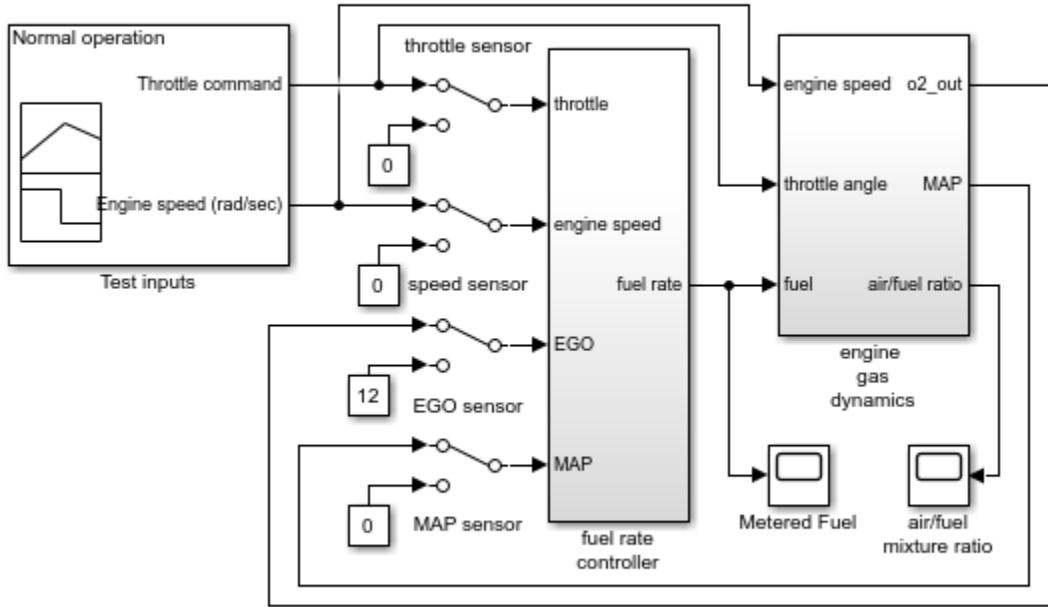 Normal operation
Throttle command
Engine speed (rad/sec)
Test inputs
throttle sensor
0
0
speed sensor
12
EGO sensor
0
MAP sensor
throttle
engine speed
fuel rate
EGO
MAP
fuel rate
controller
engine speed
o2_out
throttle angle
MAP
fuel
air/fuel ratio
engine
gas
dynamics
Metered Fuel
air/fuel
mixture ratio